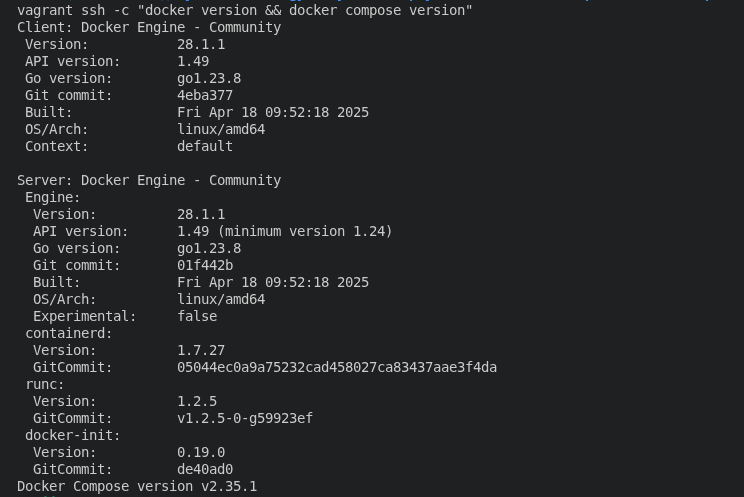 vagrant ssh -c "docker version && docker compose version"
Client: Docker Engine - Community
 Version:           28.1.1
 API version:       1.49
 Go version:        go1.23.8
 Git commit:        4eba377
 Built:             Fri Apr 18 09:52:18 2025
 OS/Arch:           linux/amd64
 Context:           default

Server: Docker Engine - Community
 Engine:
  Version:          28.1.1
  API version:      1.49 (minimum version 1.24)
  Go version:       go1.23.8
  Git commit:       01f442b
  Built:            Fri Apr 18 09:52:18 2025
  OS/Arch:          linux/amd64
  Experimental:     false
 containerd:
  Version:          1.7.27
  GitCommit:        05044ec0a9a75232cad458027ca83437aae3f4da
 runc:
  Version:          1.2.5
  GitCommit:        v1.2.5-0-g59923ef
 docker-init:
  Version:          0.19.0
  GitCommit:        de40ad0
Docker Compose version v2.35.1